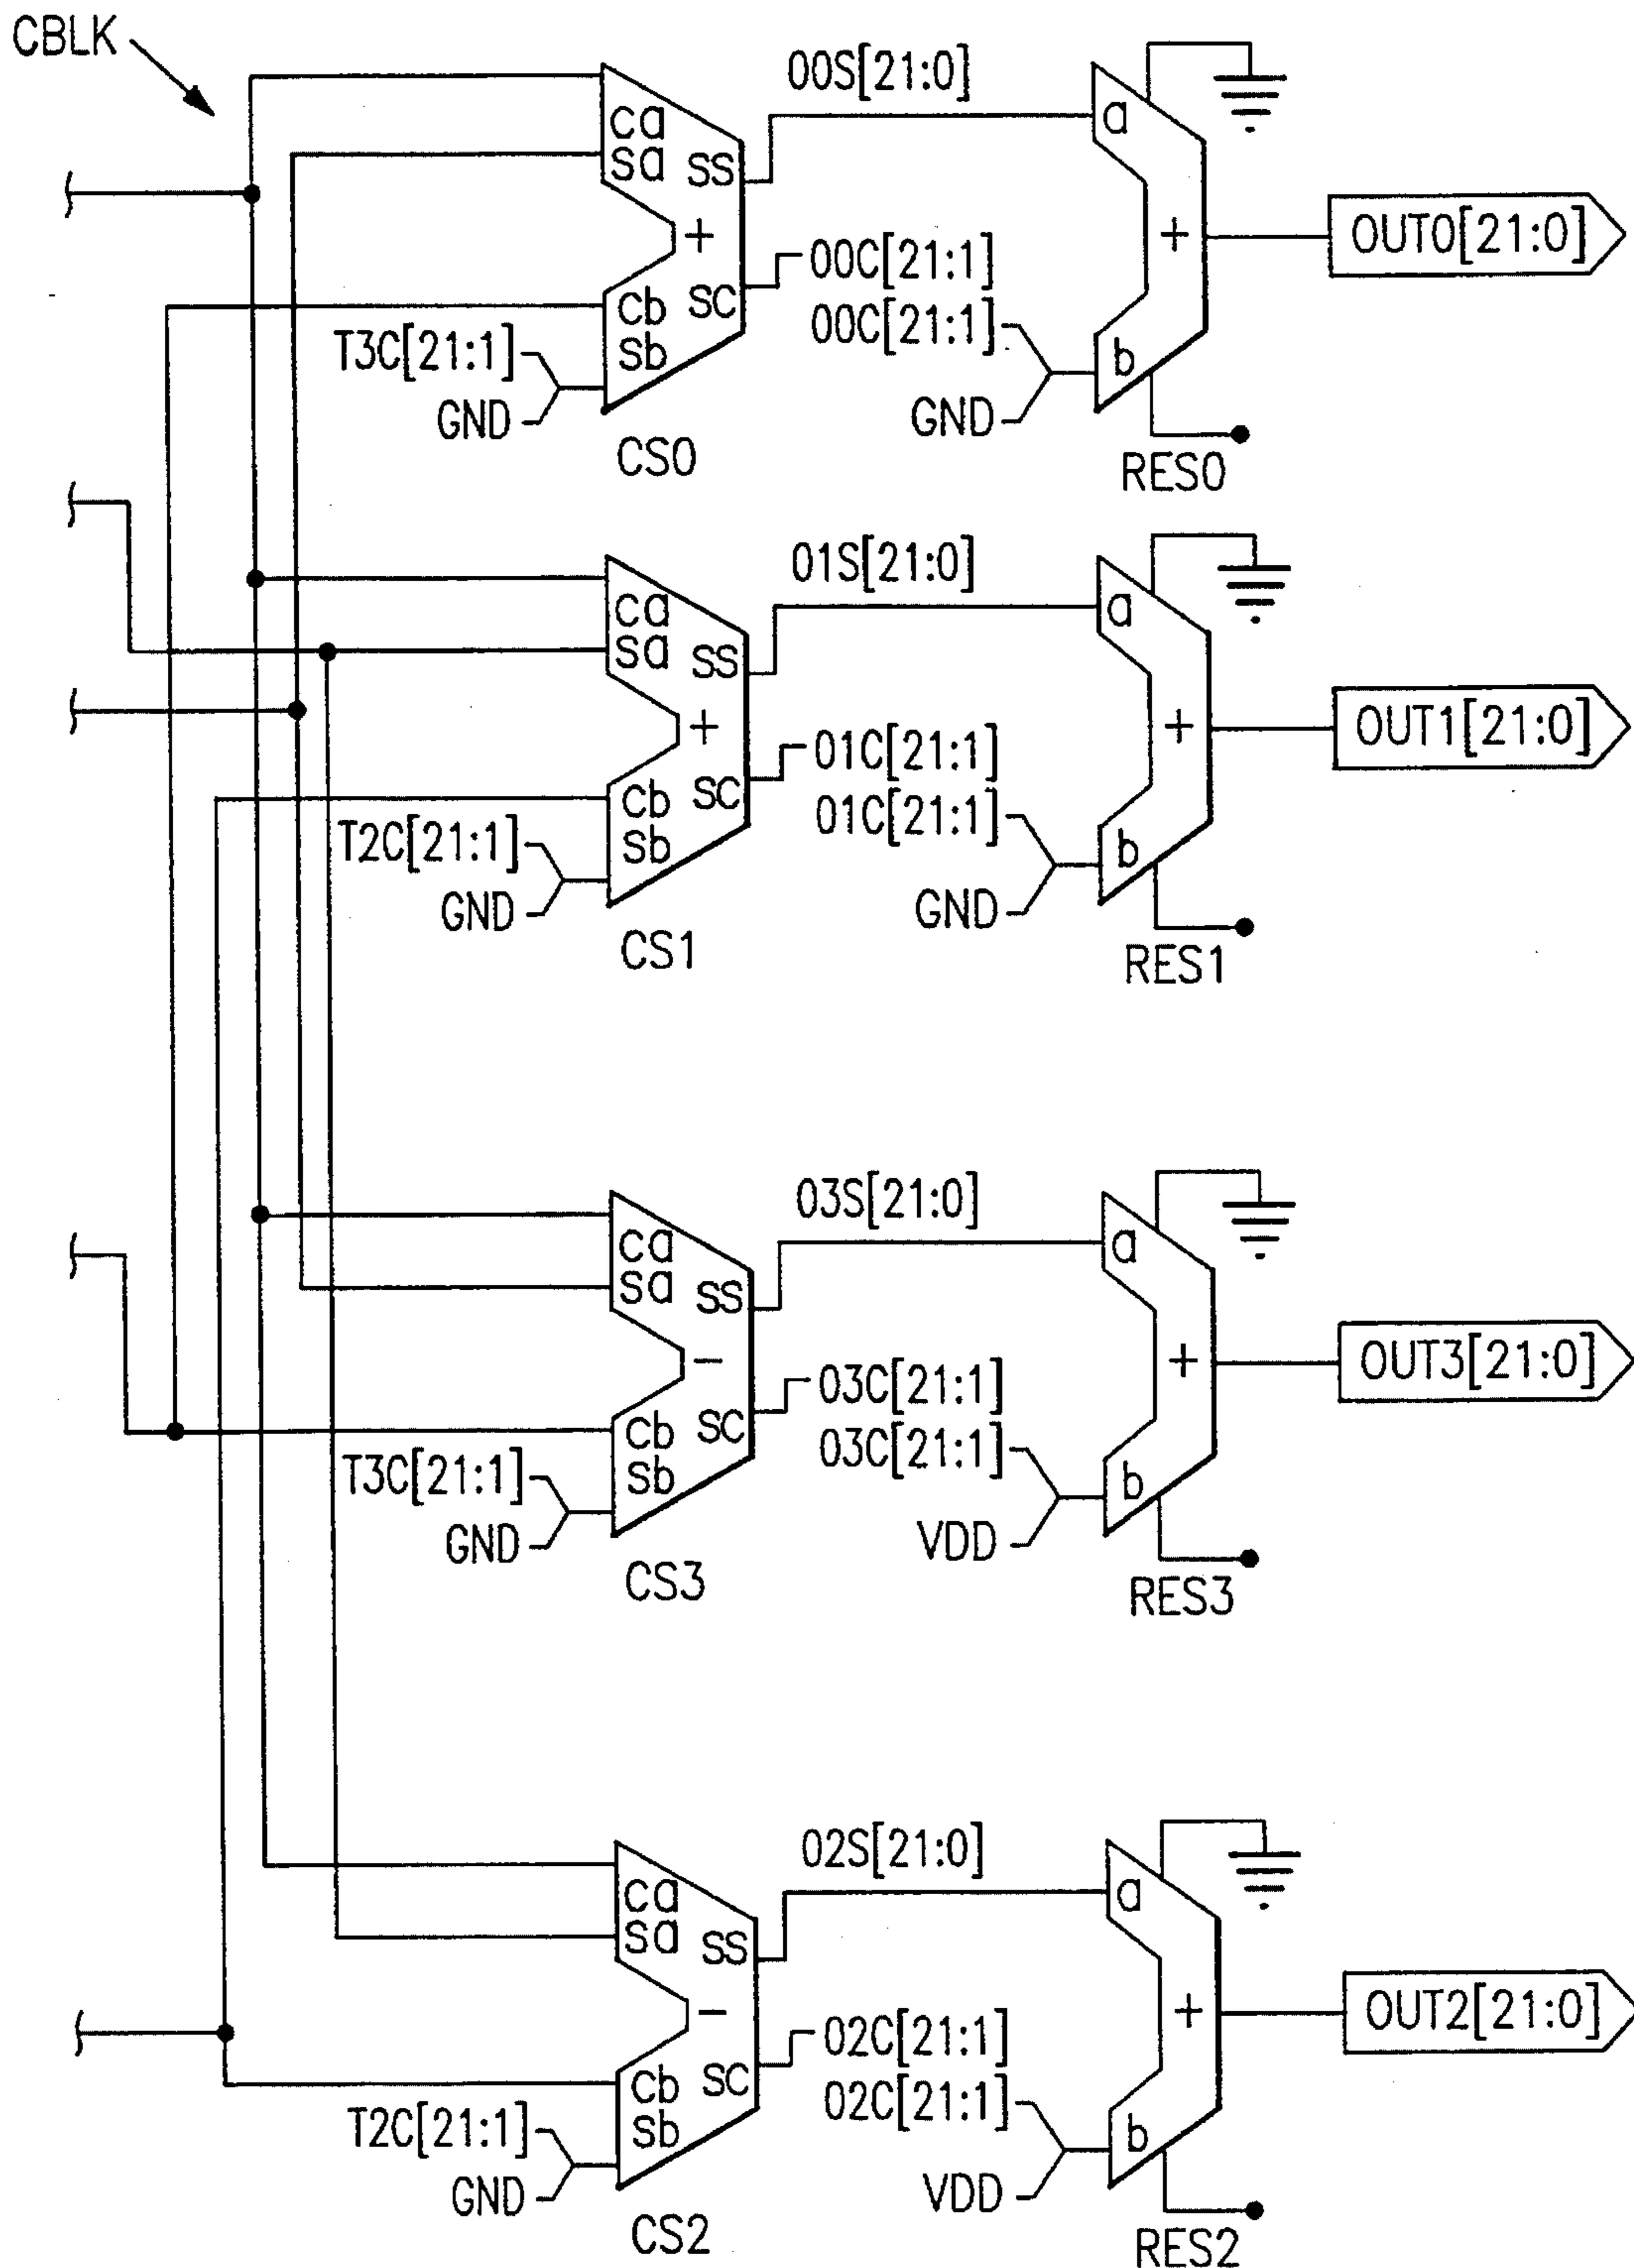 CBLK
00S[21:0]
ca
sa
SS
a
+
+
OUT0[21:0]
00C[21:1]
SC
Cb
00C[21:1]
T3C[21:1]
sb
b
GND
GND
CS0
RES0
01S[21:0]
ca
sa
SS
a
+
+
OUT1[21:0]
01C[21:1]
SC
Cb
01C[21:1]
T2C[21:1]
sb
b
GND
GND
CS1
RES1
03S[21:0]
ca
sa
SS
a
−
+
OUT3[21:0]
03C[21:1]
SC
Cb
03C[21:1]
T3C[21:1]
sb
b
GND
VDD
CS3
RES3
02S[21:0]
ca
sa
SS
a
−
+
OUT2[21:0]
02C[21:1]
SC
Cb
02C[21:1]
T2C[21:1]
sb
b
GND
VDD
CS2
RES2